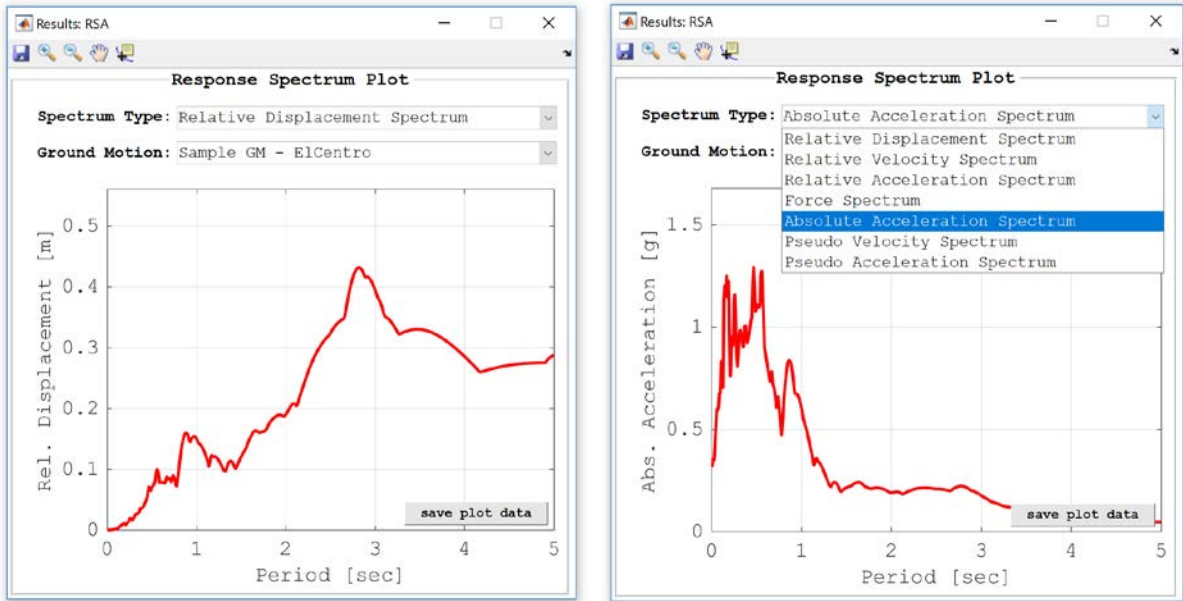 Results: RSA
Response Spectrum Plot
Spectrum Type: Relative Displacement Spectrum
Ground Motion: Sample GM - ElCentro
0.5
0.4
0.3
0.2
0.1
0
Rel. Displacement [m]
save plot data
0 1 2 3 4 5
Period [sec]
Results: RSA
Response Spectrum Plot
Spectrum Type: Absolute Acceleration Spectrum
Ground Motion:
Relative Displacement Spectrum
Relative Velocity Spectrum
Relative Acceleration Spectrum
Force Spectrum
Absolute Acceleration Spectrum
Pseudo Velocity Spectrum
Pseudo Acceleration Spectrum
1.5
1
0.5
0
Abs. Acceleration [g]
save plot data
0 1 2 3 4 5
Period [sec]